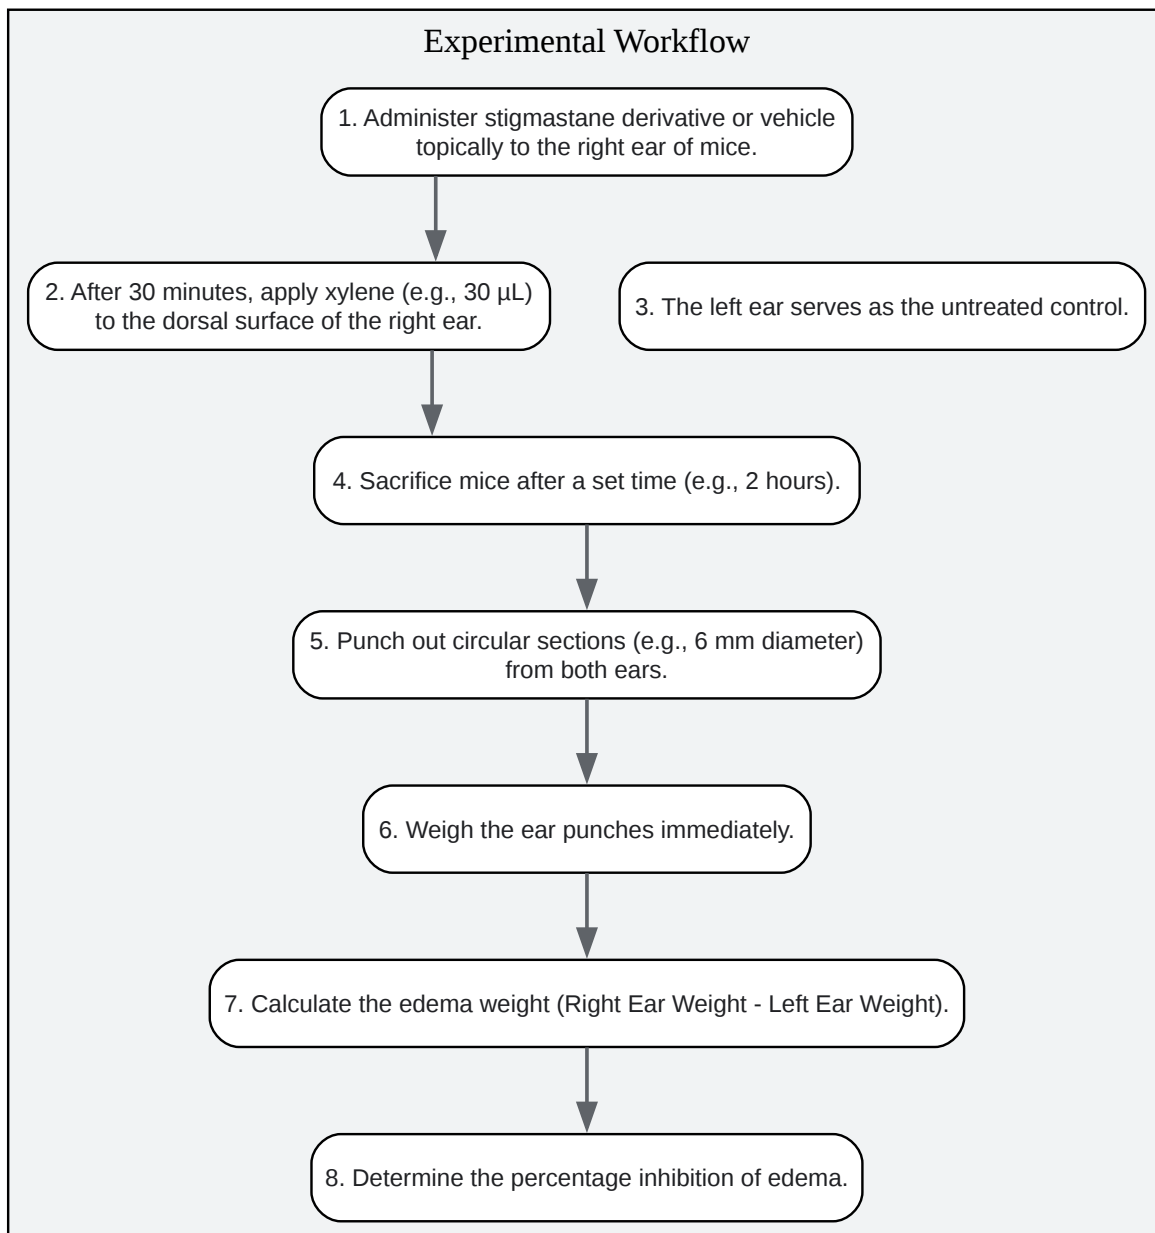 Experimental Workflow
1. Administer stigmastane derivative or vehicle
topically to the right ear of mice.
2. After 30 minutes, apply xylene (e.g., 30 µL)
to the dorsal surface of the right ear.
3. The left ear serves as the untreated control.
4. Sacrifice mice after a set time (e.g., 2 hours).
5. Punch out circular sections (e.g., 6 mm diameter)
from both ears.
6. Weigh the ear punches immediately.
7. Calculate the edema weight (Right Ear Weight - Left Ear Weight).
8. Determine the percentage inhibition of edema.